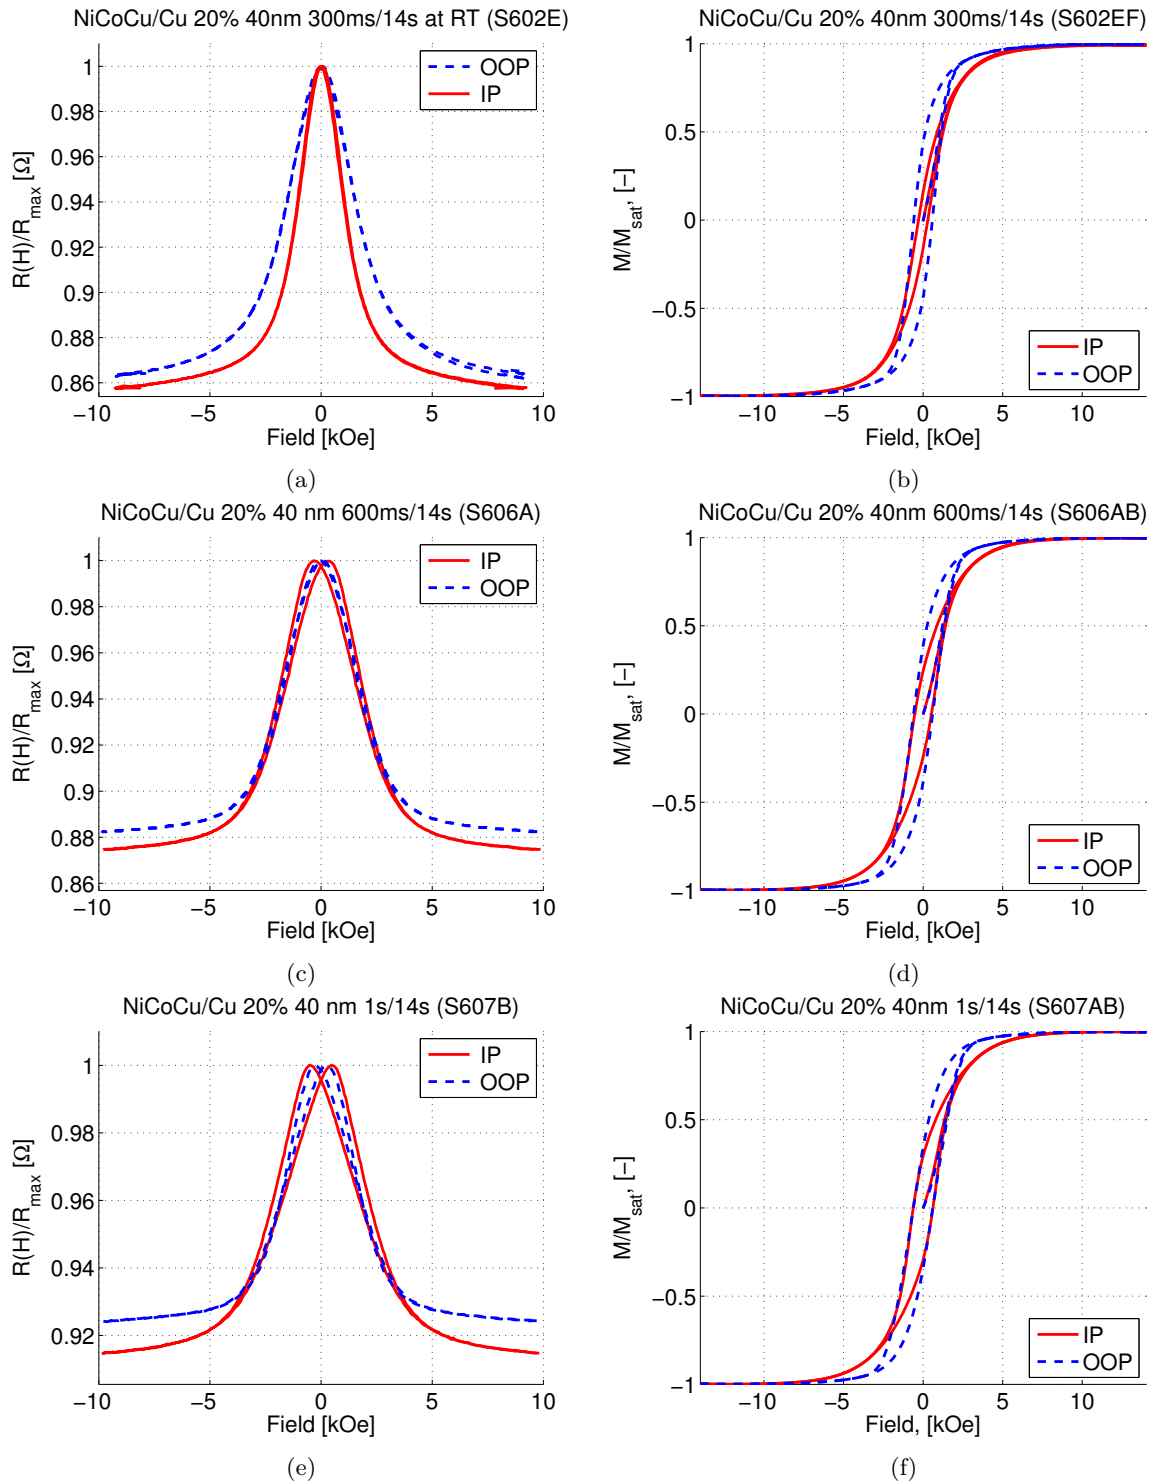 NiCoCu/Cu 20% 40nm 300ms/14s at RT (S602E)
R(H)/R_max [Ω]
1
0.98
0.96
0.94
0.92
0.9
0.88
0.86
OOP
IP
−10
−5
0
5
10
Field [kOe]
(a)
NiCoCu/Cu 20% 40nm 300ms/14s (S602EF)
M/M_sat, [−]
1
0.5
0
−0.5
−1
IP
OOP
−10
−5
0
5
10
Field, [kOe]
(b)
NiCoCu/Cu 20% 40 nm 600ms/14s (S606A)
R(H)/R_max [Ω]
1
0.98
0.96
0.94
0.92
0.9
0.88
0.86
IP
OOP
−10
−5
0
5
10
Field [kOe]
(c)
NiCoCu/Cu 20% 40nm 600ms/14s (S606AB)
M/M_sat, [−]
1
0.5
0
−0.5
−1
IP
OOP
−10
−5
0
5
10
Field, [kOe]
(d)
NiCoCu/Cu 20% 40 nm 1s/14s (S607B)
R(H)/R_max [Ω]
1
0.98
0.96
0.94
0.92
IP
OOP
−10
−5
0
5
10
Field [kOe]
(e)
NiCoCu/Cu 20% 40nm 1s/14s (S607AB)
M/M_sat, [−]
1
0.5
0
−0.5
−1
IP
OOP
−10
−5
0
5
10
Field, [kOe]
(f)